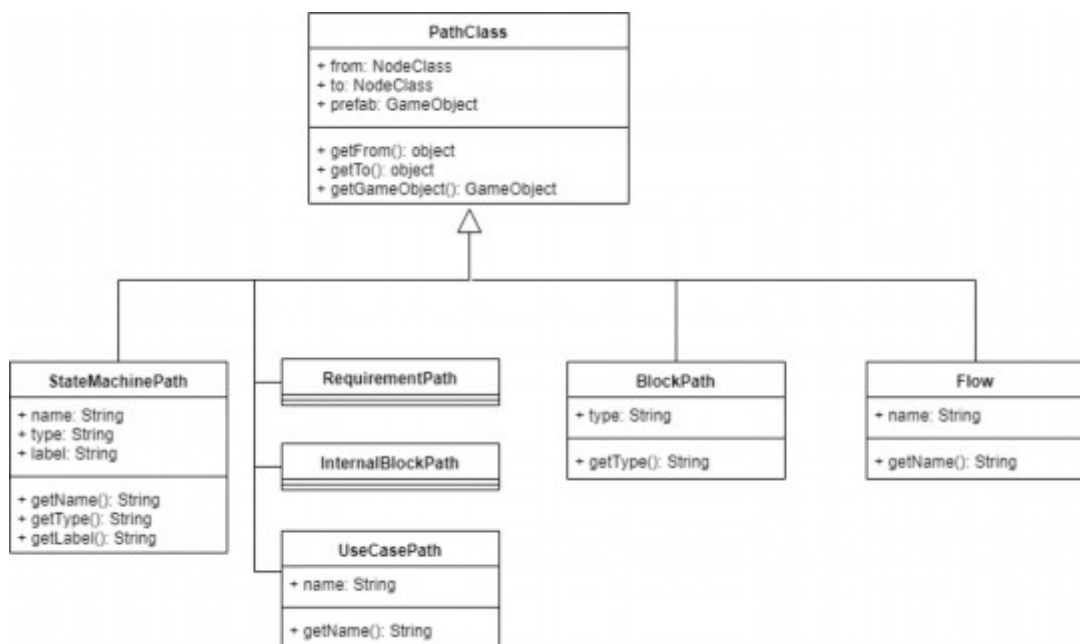 PathClass
+ from: NodeClass
+ to: NodeClass
+ prefab: GameObject
+ getFrom(): object
+ getTo(): object
+ getGameObject(): GameObject
StateMachinePath
+ name: String
+ type: String
+ label: String
+ getName(): String
+ getType(): String
+ getLabel(): String
RequirementPath
InternalBlockPath
UseCasePath
+ name: String
+ getName(): String
BlockPath
+ type: String
+ getType(): String
Flow
+ name: String
+ getName(): String